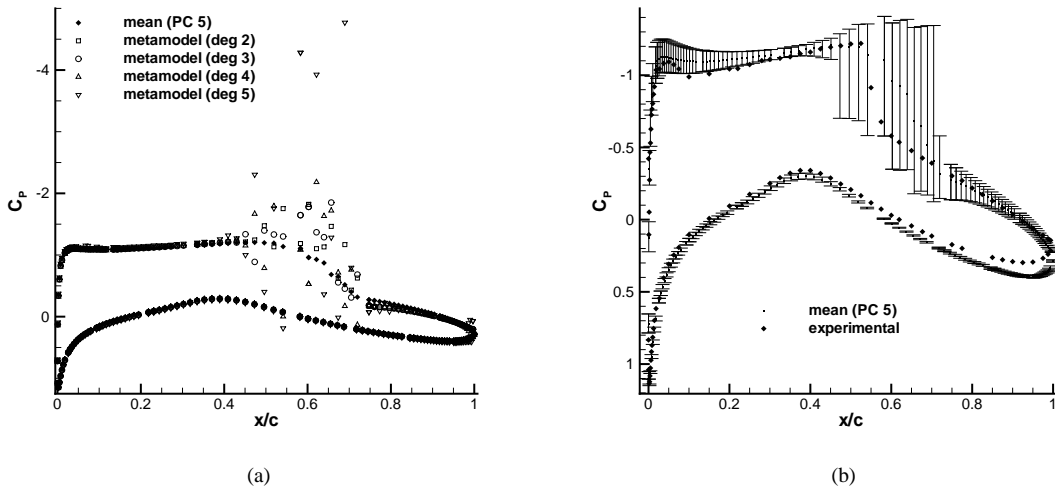 mean (PC 5)
metamodel (deg 2)
metamodel (deg 3)
metamodel (deg 4)
metamodel (deg 5)
-4
-2
0
C_P
0 0.2 0.4 0.6 0.8 1
x/c
(a)
-1
-0.5
0
0.5
1
C_P
mean (PC 5)
experimental
0 0.2 0.4 0.6 0.8 1
x/c
(b)